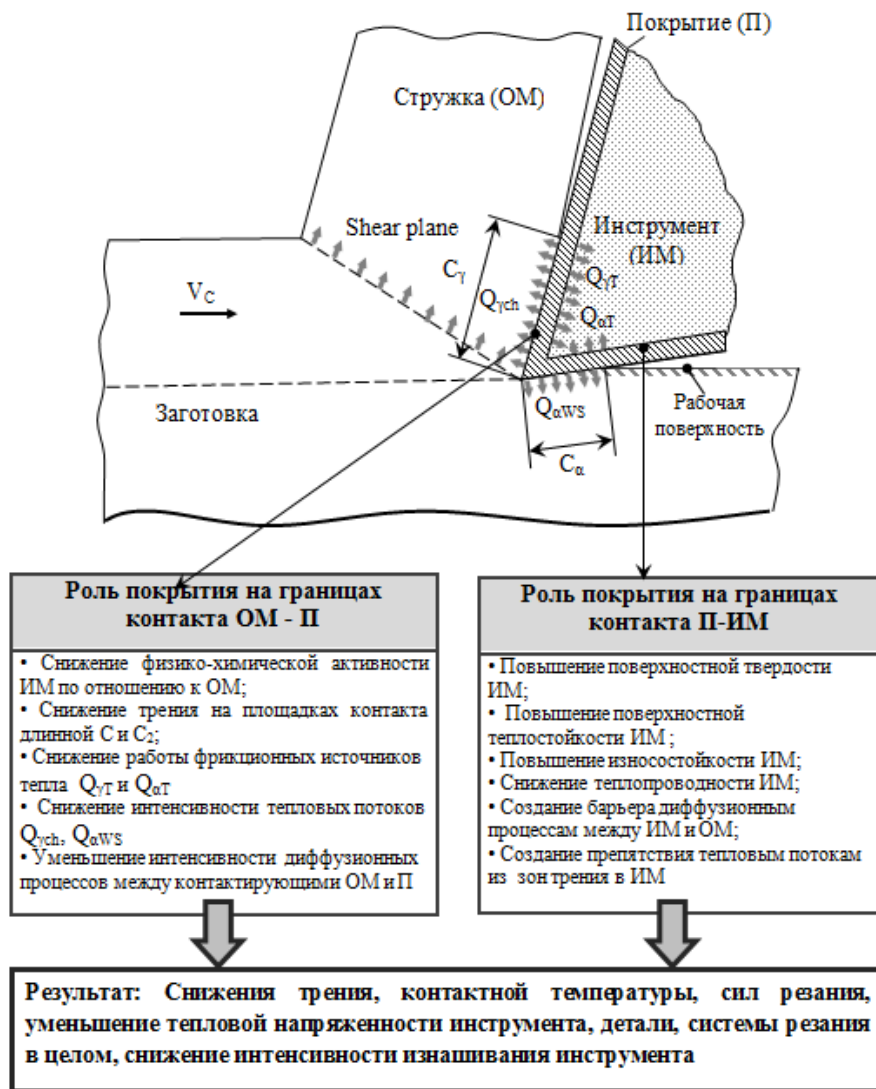 Покрытие (П)
Стружка (ОМ)
Shear plane
Инструмент
(ИМ)
Cγ
QγT
Qγch
QαT
VC
QαWS
Рабочая
поверхность
Заготовка
Cα
Роль покрытия на границах
контакта ОМ - П
• Снижение физико-химической активности
ИМ по отношению к ОМ;
• Снижение трения на площадках контакта
длинной С и С2;
• Снижение работы фрикционных источников
тепла QγT и QαT
• Снижение интенсивности тепловых потоков
Qγch, QαWS
• Уменьшение интенсивности диффузионных
процессов между контактирующими ОМ и П
Роль покрытия на границах
контакта П-ИМ
• Повышение поверхностной твердости
ИМ;
• Повышение поверхностной
теплостойкости ИМ ;
• Повышение износостойкости ИМ;
• Снижение теплопроводности ИМ;
• Создание барьера диффузионным
процессам между ИМ и ОМ;
• Создание препятствия тепловым потокам
из зон трения в ИМ
Результат: Снижения трения, контактной температуры, сил резания,
уменьшение тепловой напряженности инструмента, детали, системы резания
в целом, снижение интенсивности изнашивания инструмента